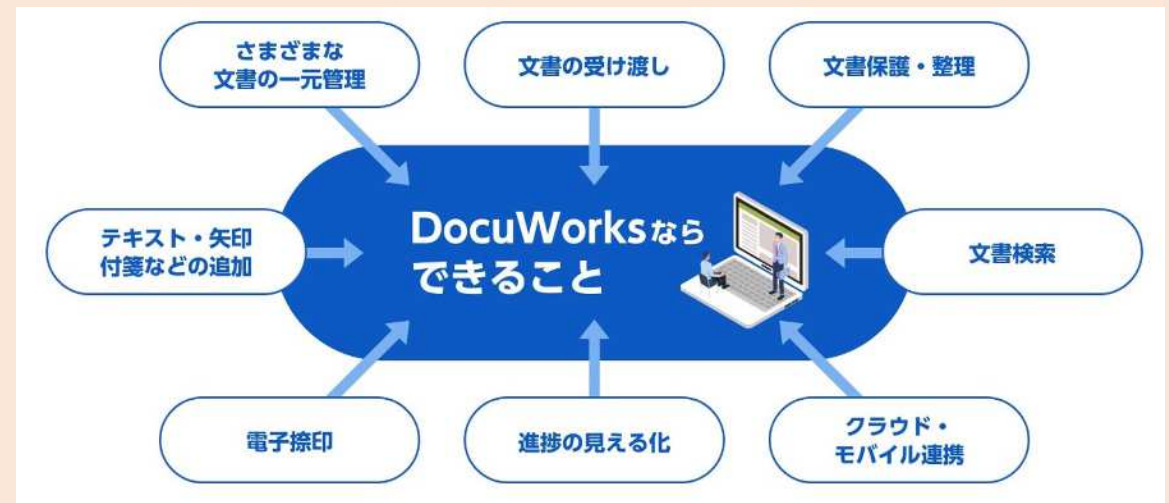 さまざまな
文書の一元管理
文書の受け渡し
文書保護・整理
テキスト・矢印
付箋などの追加
DocuWorksなら
できること
文書検索
電子捺印
進捗の見える化
クラウド・
モバイル連携